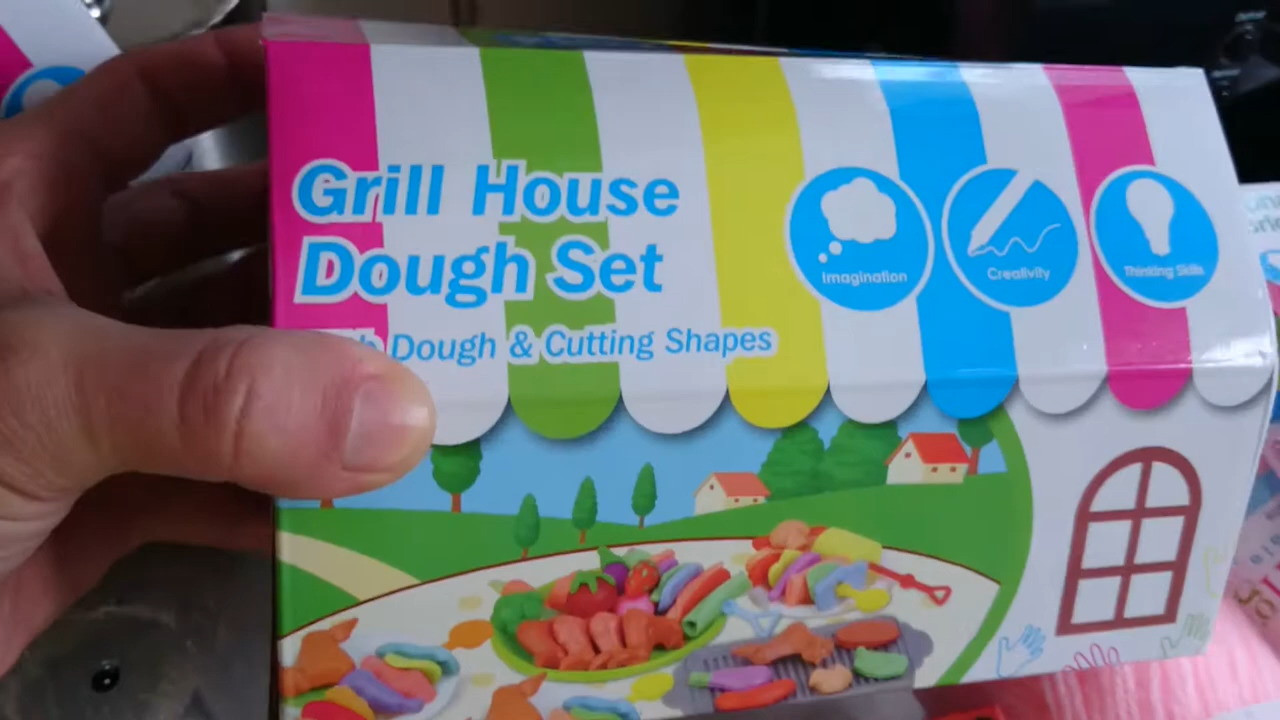 Grill House
Dough Set
Dough & Cutting Shapes
Imagination
Creativity
Thinking Skills